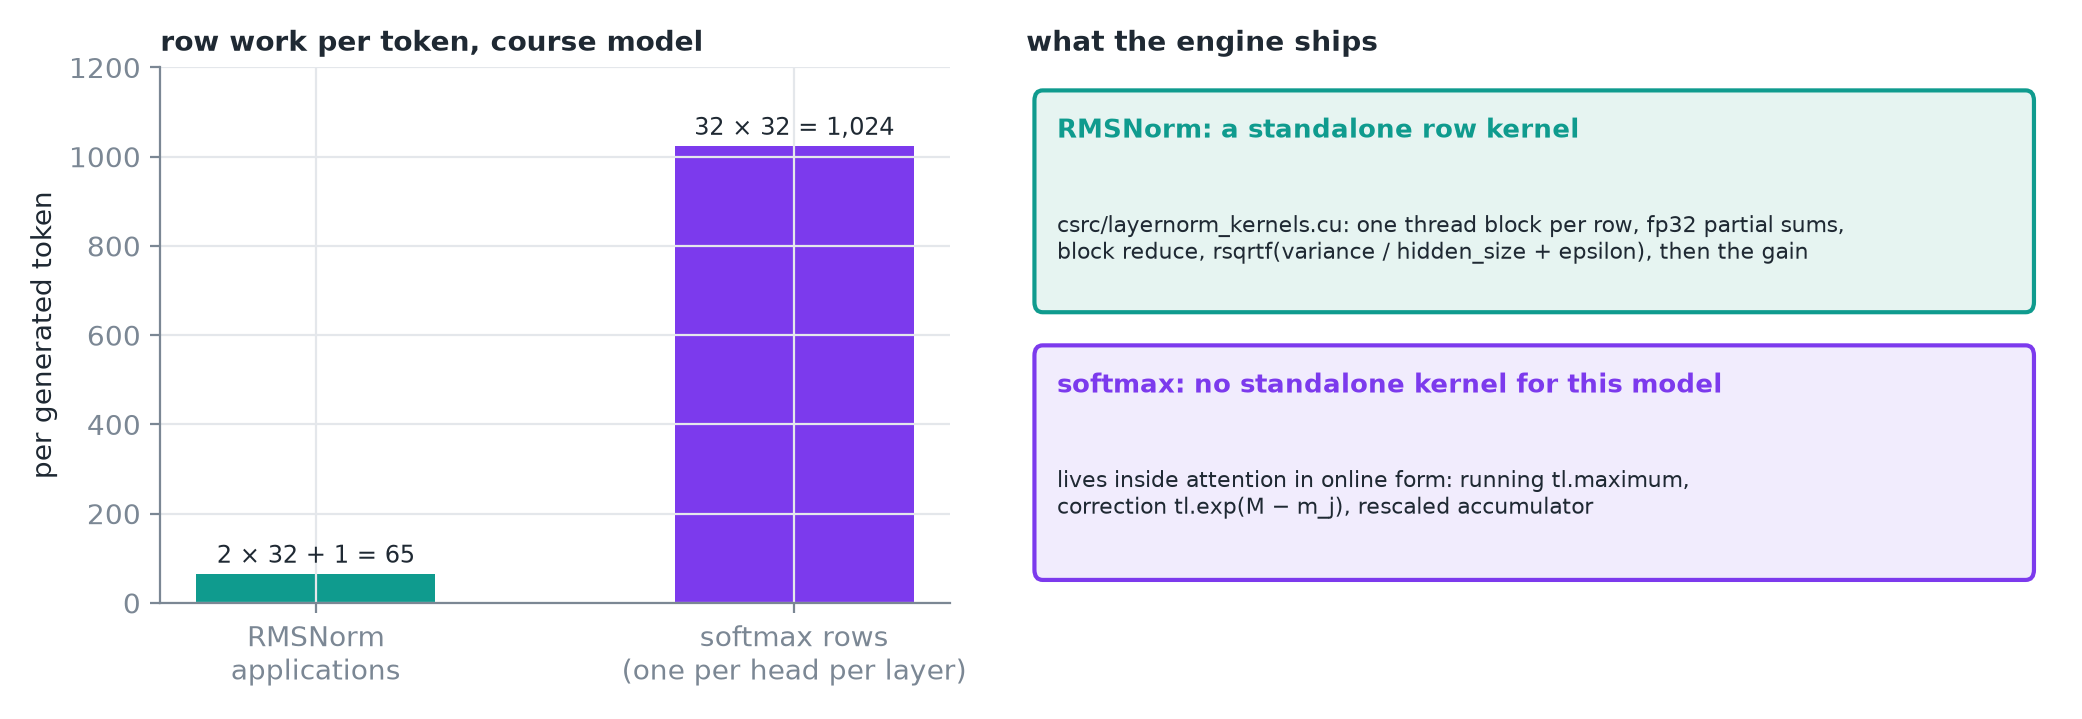 row work per token, course model
per generated token
1200
1000
800
600
400
200
0
2 × 32 + 1 = 65
32 × 32 = 1,024
RMSNorm
applications
softmax rows
(one per head per layer)
what the engine ships
RMSNorm: a standalone row kernel
csrc/layernorm_kernels.cu: one thread block per row, fp32 partial sums,
block reduce, rsqrtf(variance / hidden_size + epsilon), then the gain
softmax: no standalone kernel for this model
lives inside attention in online form: running tl.maximum,
correction tl.exp(M − m_j), rescaled accumulator